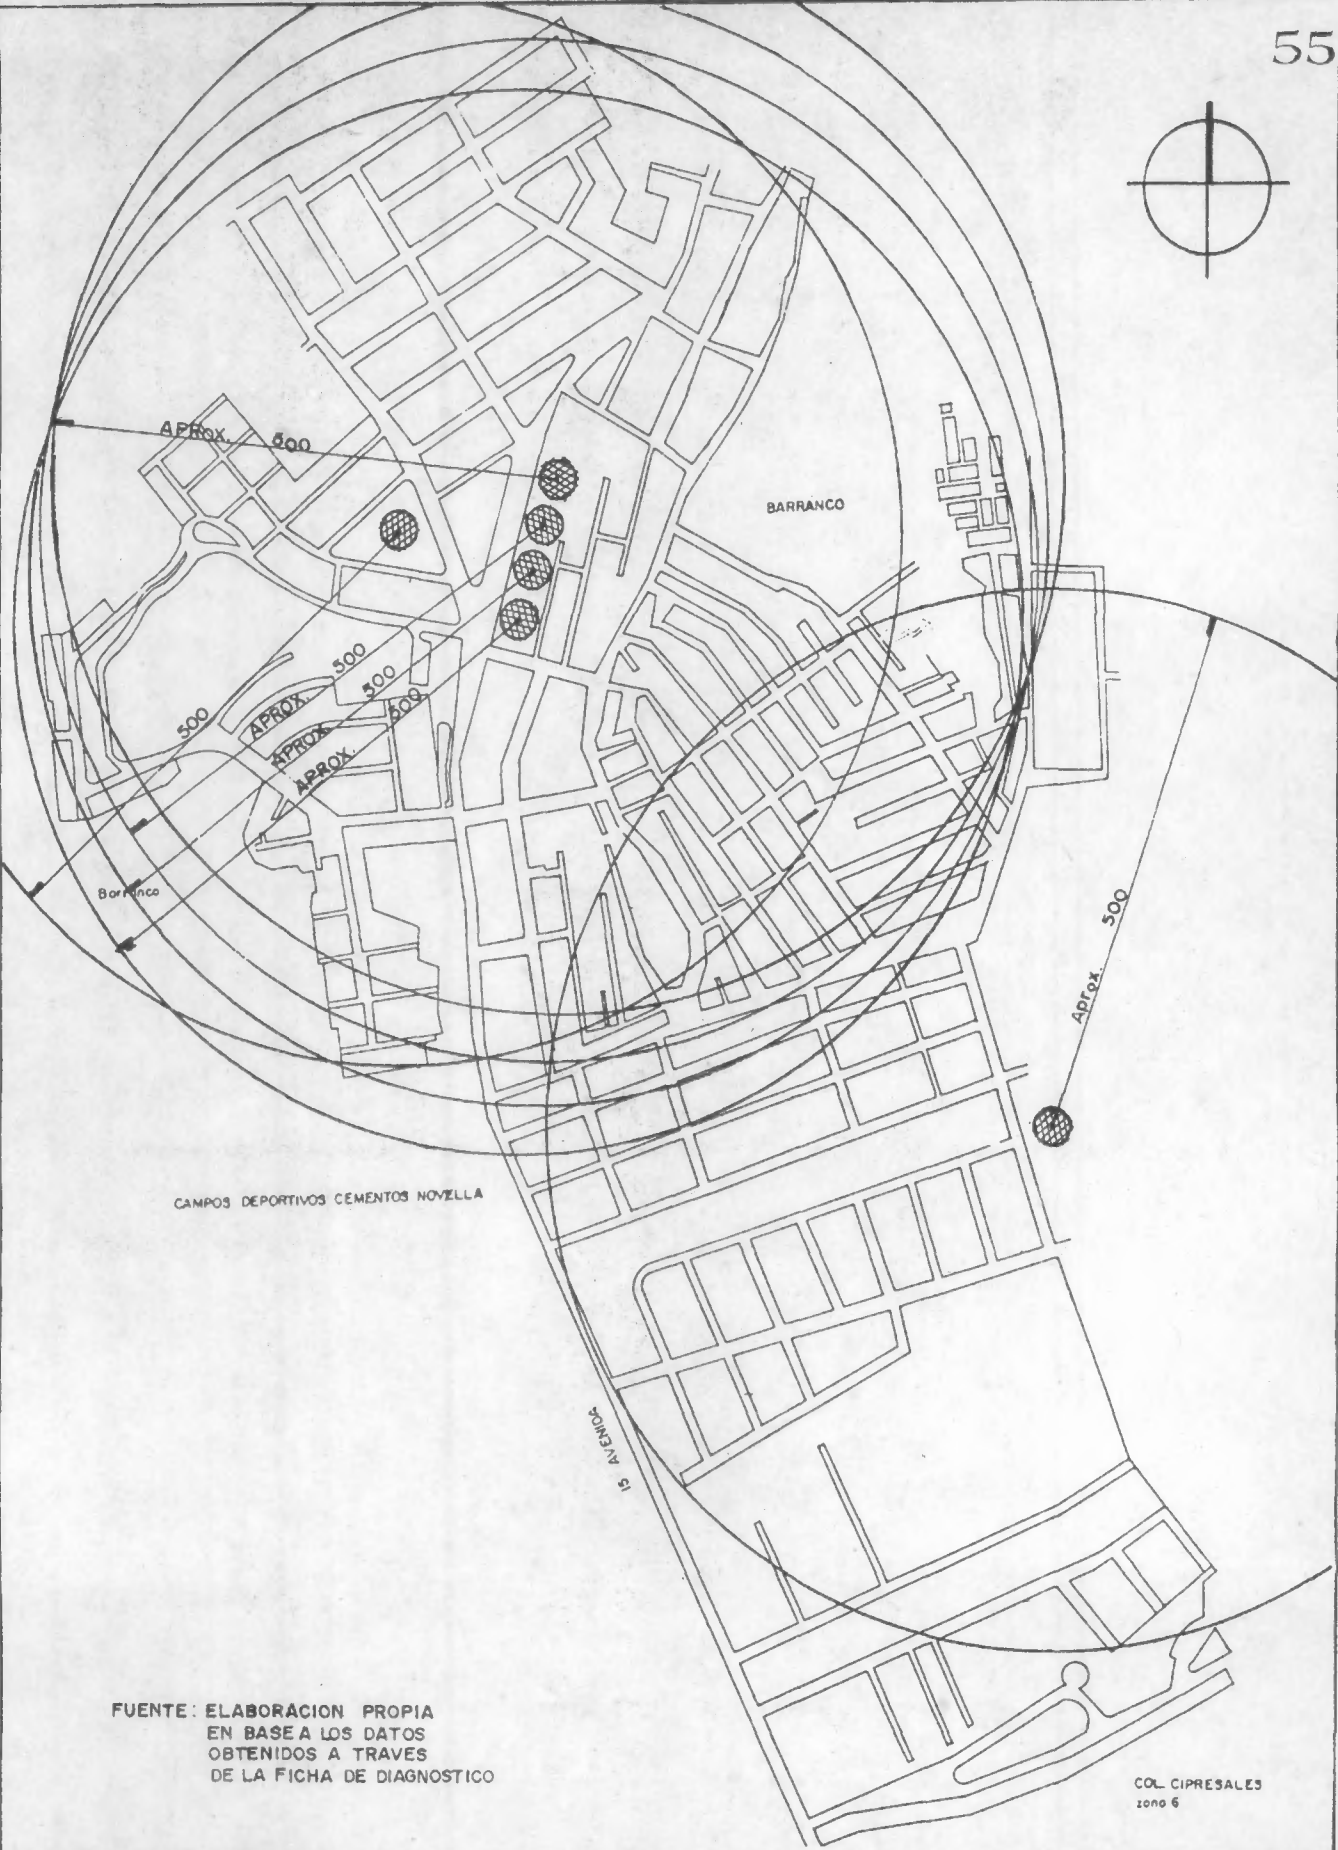 55
APROX. 500
BARRANCO
500
APROX. 500
APROX. 500
APROX. 500
Barranco
Aprox. 500
CAMPOS DEPORTIVOS CEMENTOS NOVELLA
15 AVENIDA
FUENTE: ELABORACION PROPIA
EN BASE A LOS DATOS
OBTENIDOS A TRAVES
DE LA FICHA DE DIAGNOSTICO
COL. CIPRESALES
zona 6